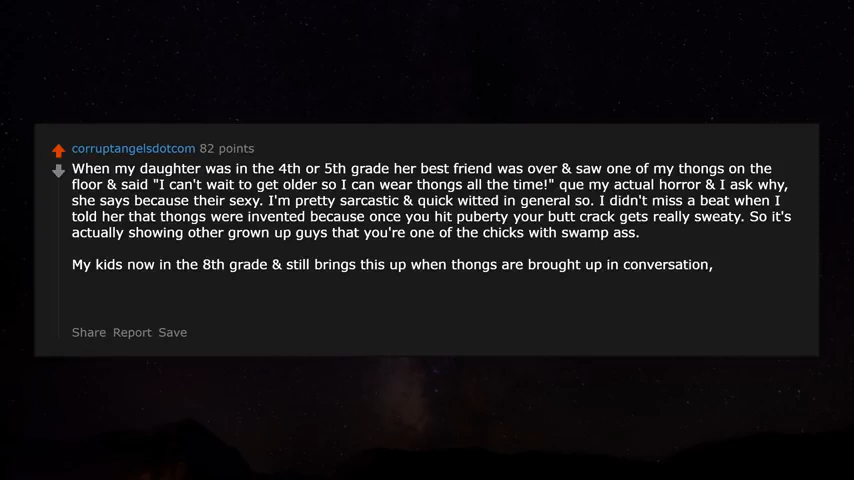 corruptangelsdotcom 82 points
When my daughter was in the 4th or 5th grade her best friend was over & saw one of my thongs on the
floor & said "I can't wait to get older so I can wear thongs all the time!" que my actual horror & I ask why,
she says because their sexy. I'm pretty sarcastic & quick witted in general so. I didn't miss a beat when I
told her that thongs were invented because once you hit puberty your butt crack gets really sweaty. So it's
actually showing other grown up guys that you're one of the chicks with swamp ass.
My kids now in the 8th grade & still brings this up when thongs are brought up in conversation,
Share Report Save